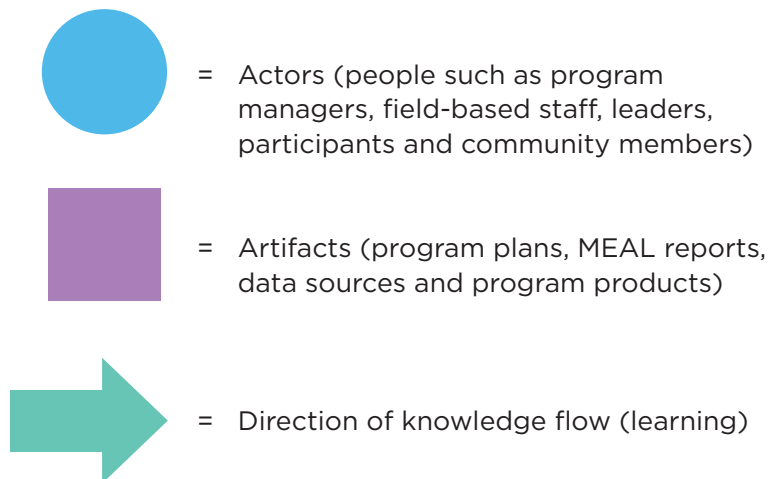 = Actors (people such as program
managers, field-based staff, leaders,
participants and community members)
= Artifacts (program plans, MEAL reports,
data sources and program products)
= Direction of knowledge flow (learning)